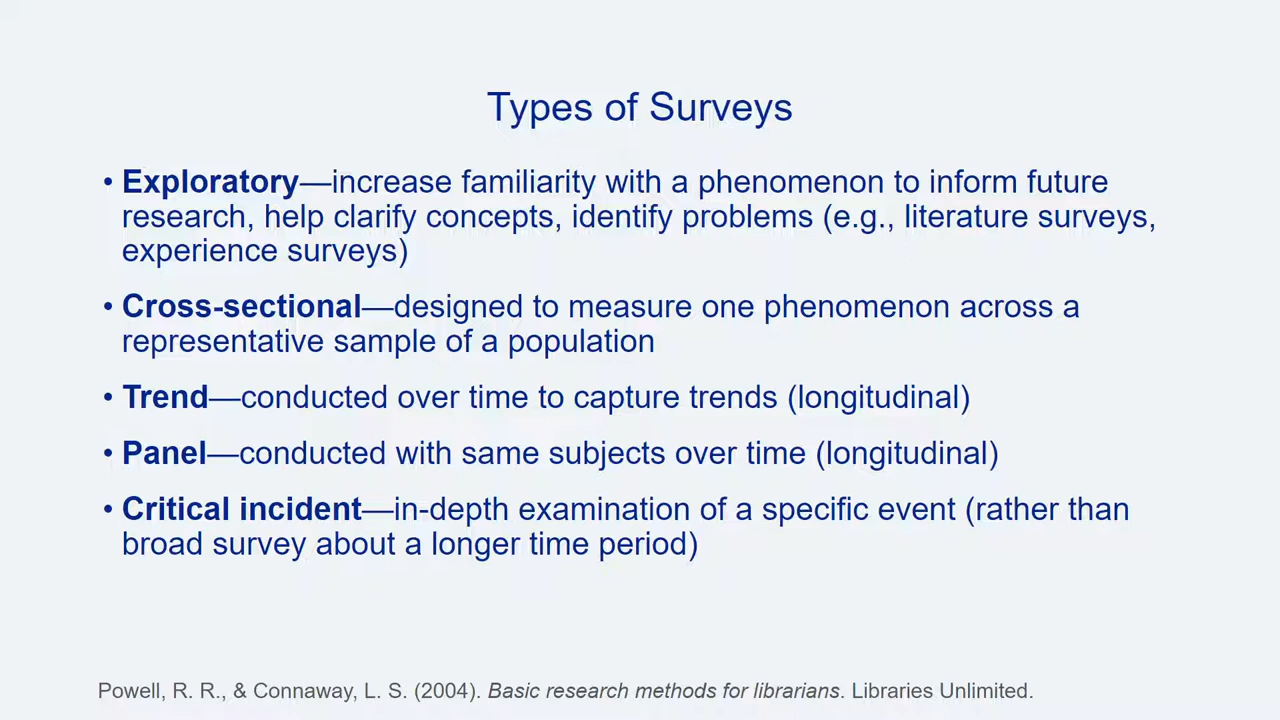 Types of Surveys
• Exploratory—increase familiarity with a phenomenon to inform future
research, help clarify concepts, identify problems (e.g., literature surveys,
experience surveys)
• Cross-sectional—designed to measure one phenomenon across a
representative sample of a population
• Trend—conducted over time to capture trends (longitudinal)
• Panel—conducted with same subjects over time (longitudinal)
• Critical incident—in-depth examination of a specific event (rather than
broad survey about a longer time period)
Powell, R. R., & Connaway, L. S. (2004). Basic research methods for librarians. Libraries Unlimited.